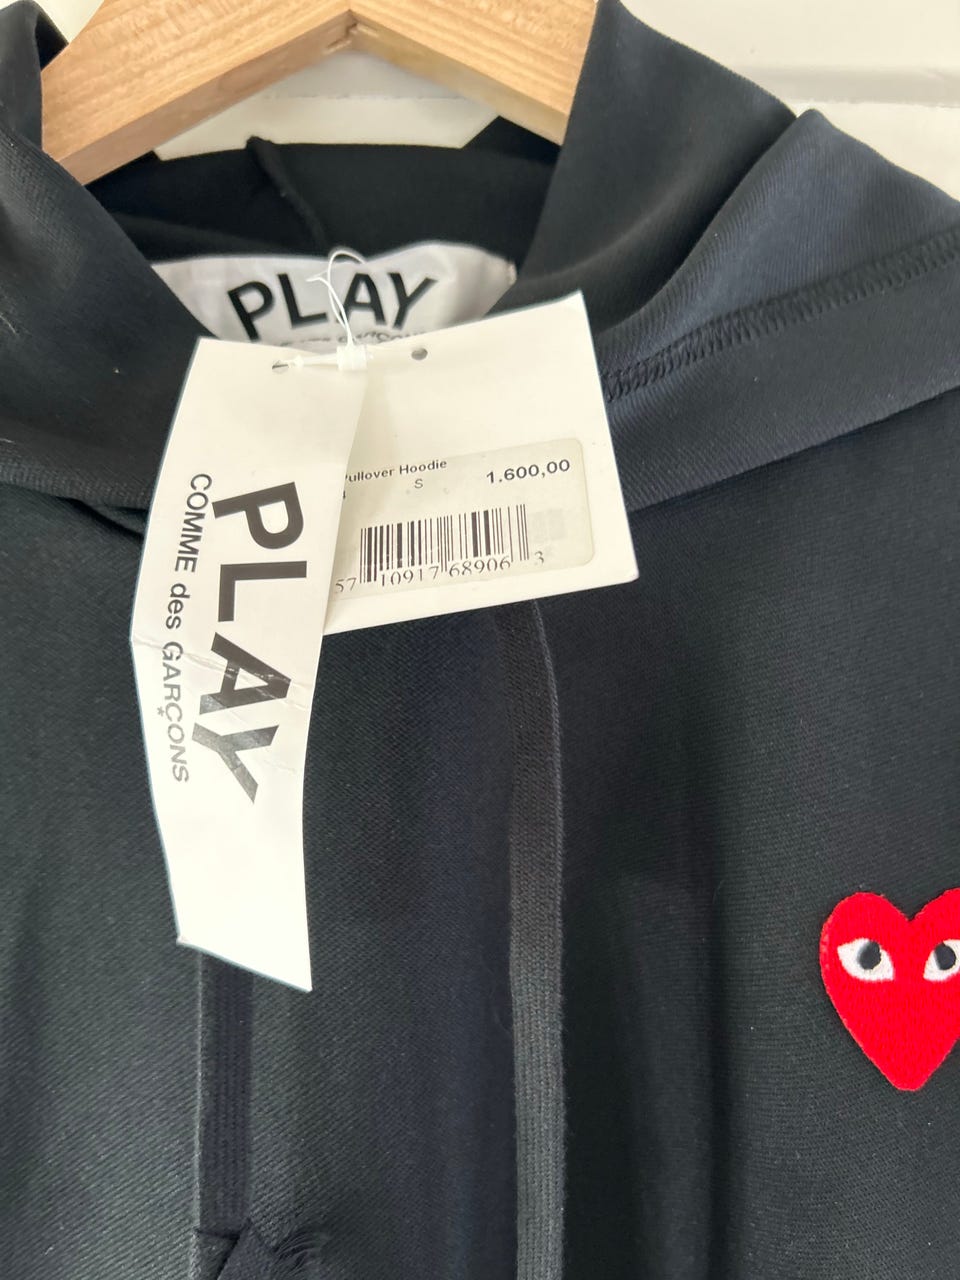 PLAY
Pullover Hoodie
1.600,00
S
57 10917 68906 3
PLAY
COMME des GARÇONS